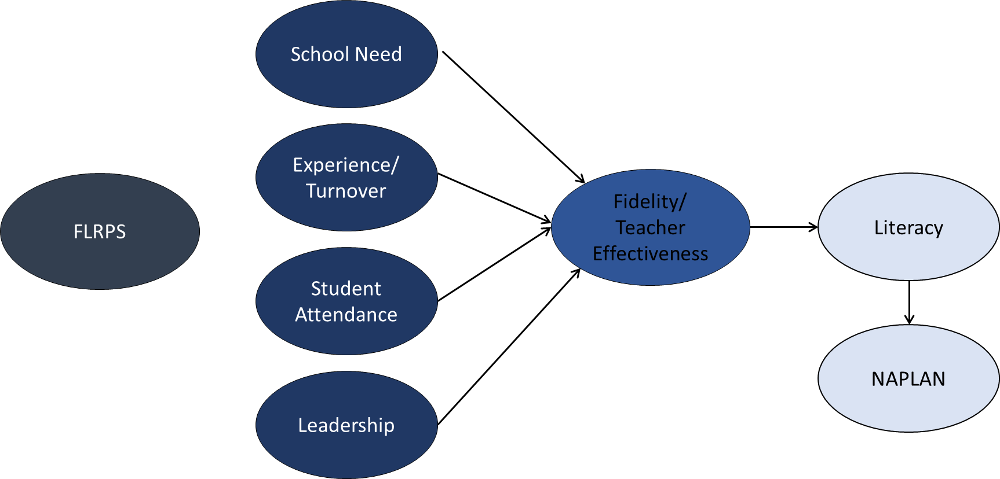 School Need
Experience/
Turnover
FLRPS
Student
Attendance
Leadership
Fidelity/
Teacher
Effectiveness
Literacy
NAPLAN